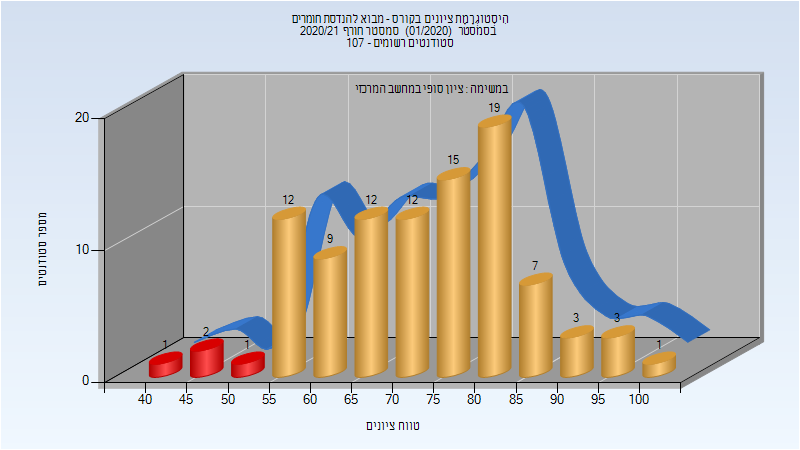 היסטוגרמת ציונים בקורס - מבוא להנדסת חומרים
בסמסטר (01/2020) סמסטר חורף 2020/21
סטודנטים רשומים - 107
במשימה : ציון סופי במחשב המרכזי
20
10
0
מספר סטודנטים
1
2
1
12
9
12
12
15
19
7
3
3
1
40 45 50 55 60 65 70 75 80 85 90 95 100
טווח ציונים